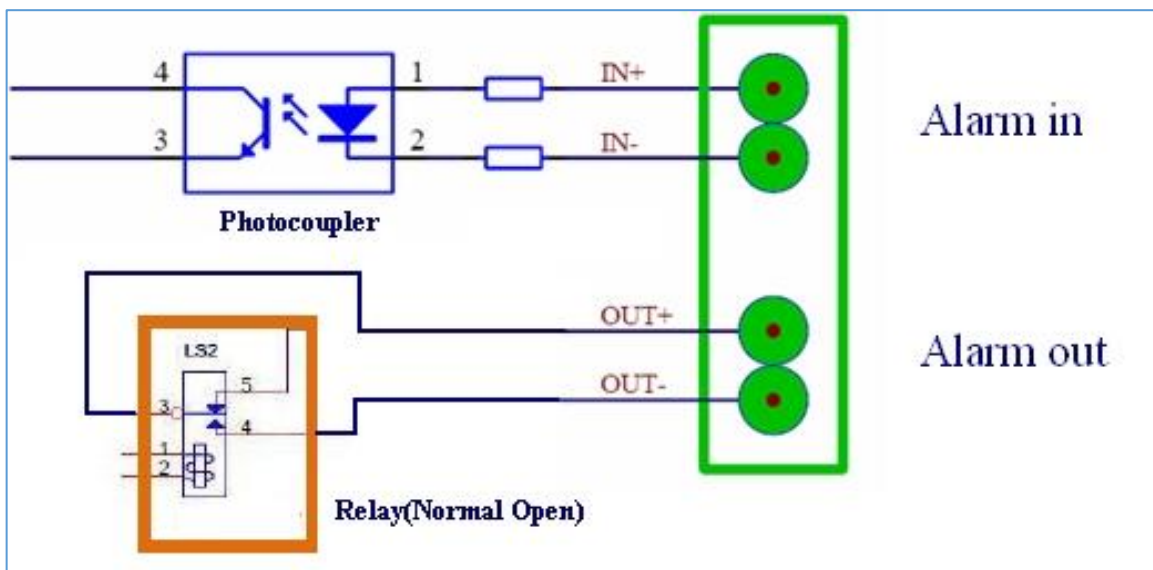 4
1
IN+
3
2
IN-
Alarm in
Photocoupler
OUT+
LS2
Alarm out
5
OUT-
3
4
1
2
Relay(Normal Open)